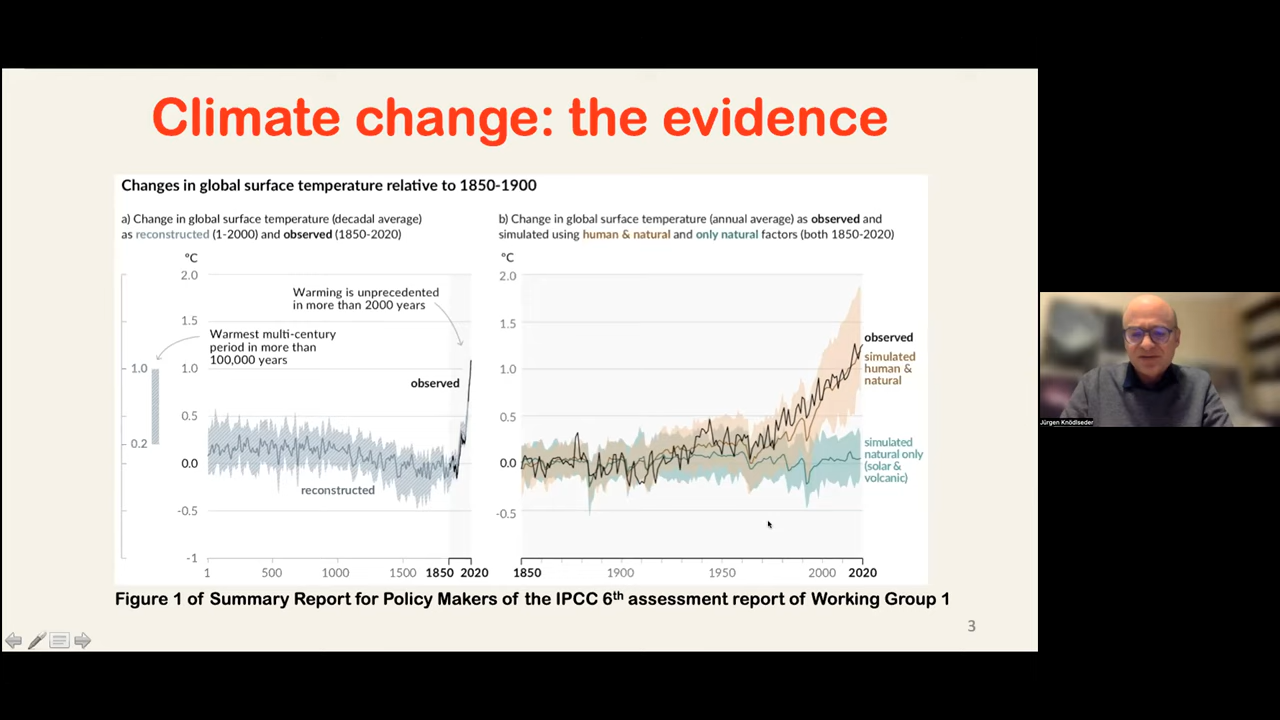 Climate change: the evidence
Changes in global surface temperature relative to 1850-1900
a) Change in global surface temperature (decadal average)
as reconstructed (1-2000) and observed (1850-2020)
°C
2.0
1.5
1.0
0.5
0.0
-0.5
-1
1.0
0.2
Warming is unprecedented
in more than 2000 years
Warmest multi-century
period in more than
100,000 years
observed
reconstructed
1
500
1000
1500
1850
2020
b) Change in global surface temperature (annual average) as observed and
simulated using human & natural and only natural factors (both 1850-2020)
°C
2.0
1.5
1.0
0.5
0.0
-0.5
observed
simulated
human &
natural
simulated
natural only
(solar &
volcanic)
1850
1900
1950
2000
2020
Figure 1 of Summary Report for Policy Makers of the IPCC 6th assessment report of Working Group 1
3
Jürgen Knödlseder